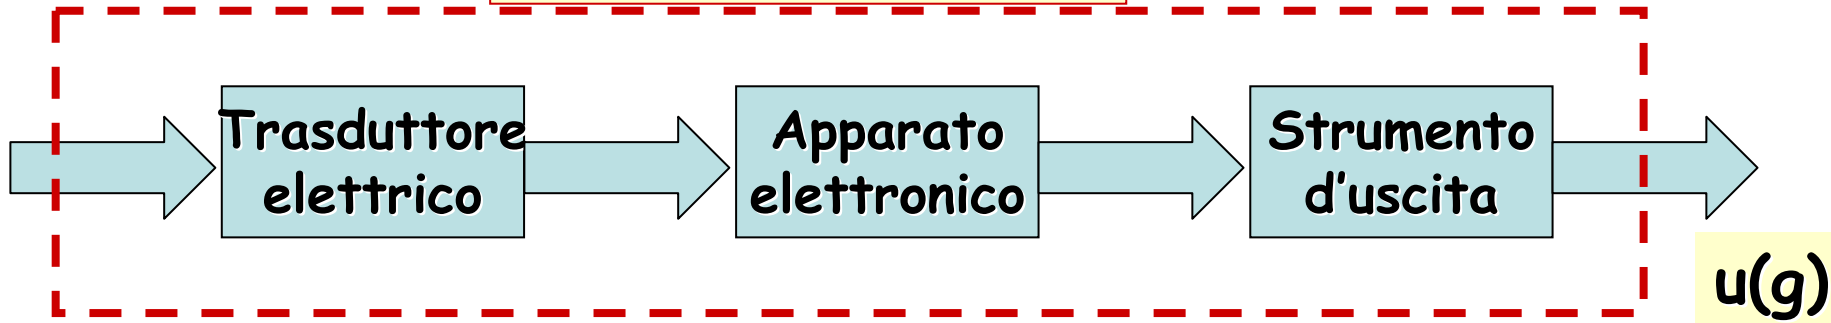 Trasduttore
elettrico
Apparato
elettronico
Strumento
d'uscita
u(g)